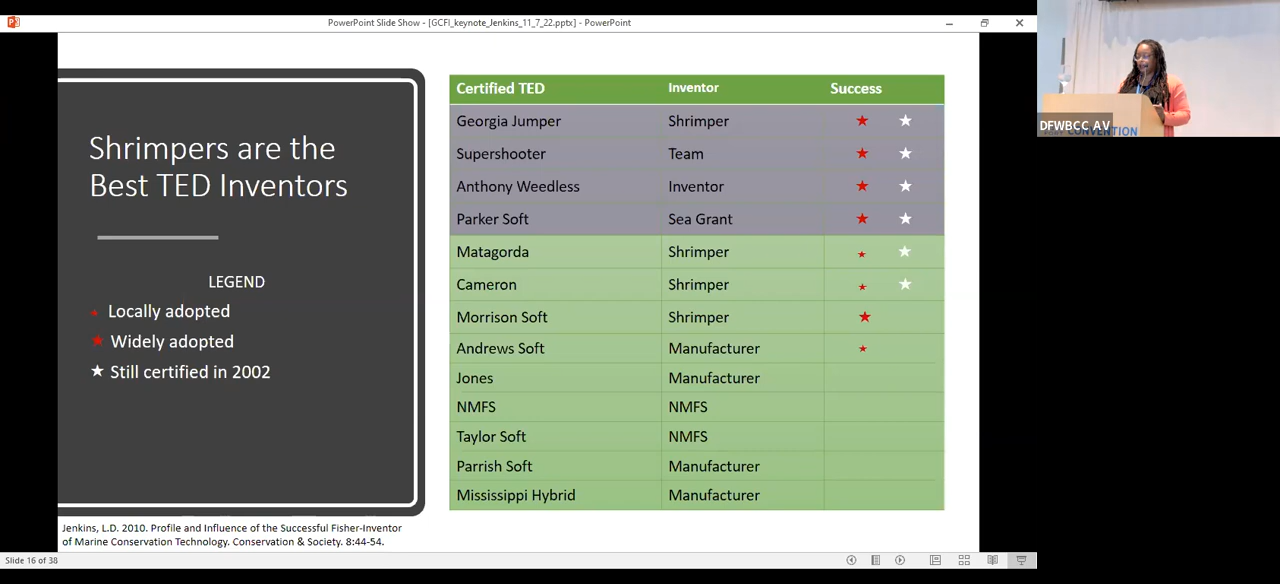 PowerPoint Slide Show - [GCFI_keynote_Jenkins_11_7_22.pptx] - PowerPoint
Shrimpers are the
Best TED Inventors
LEGEND
Locally adopted
Widely adopted
Still certified in 2002
Certified TED Inventor Success
Georgia Jumper Shrimper
Supershooter Team
Anthony Weedless Inventor
Parker Soft Sea Grant
Matagorda Shrimper
Cameron Shrimper
Morrison Soft Shrimper
Andrews Soft Manufacturer
Jones Manufacturer
NMFS NMFS
Taylor Soft NMFS
Parrish Soft Manufacturer
Mississippi Hybrid Manufacturer
Jenkins, L.D. 2010. Profile and Influence of the Successful Fisher-Inventor
of Marine Conservation Technology. Conservation & Society. 8:44-54.
Slide 16 of 38
DFWBCC AV
CONVENTION